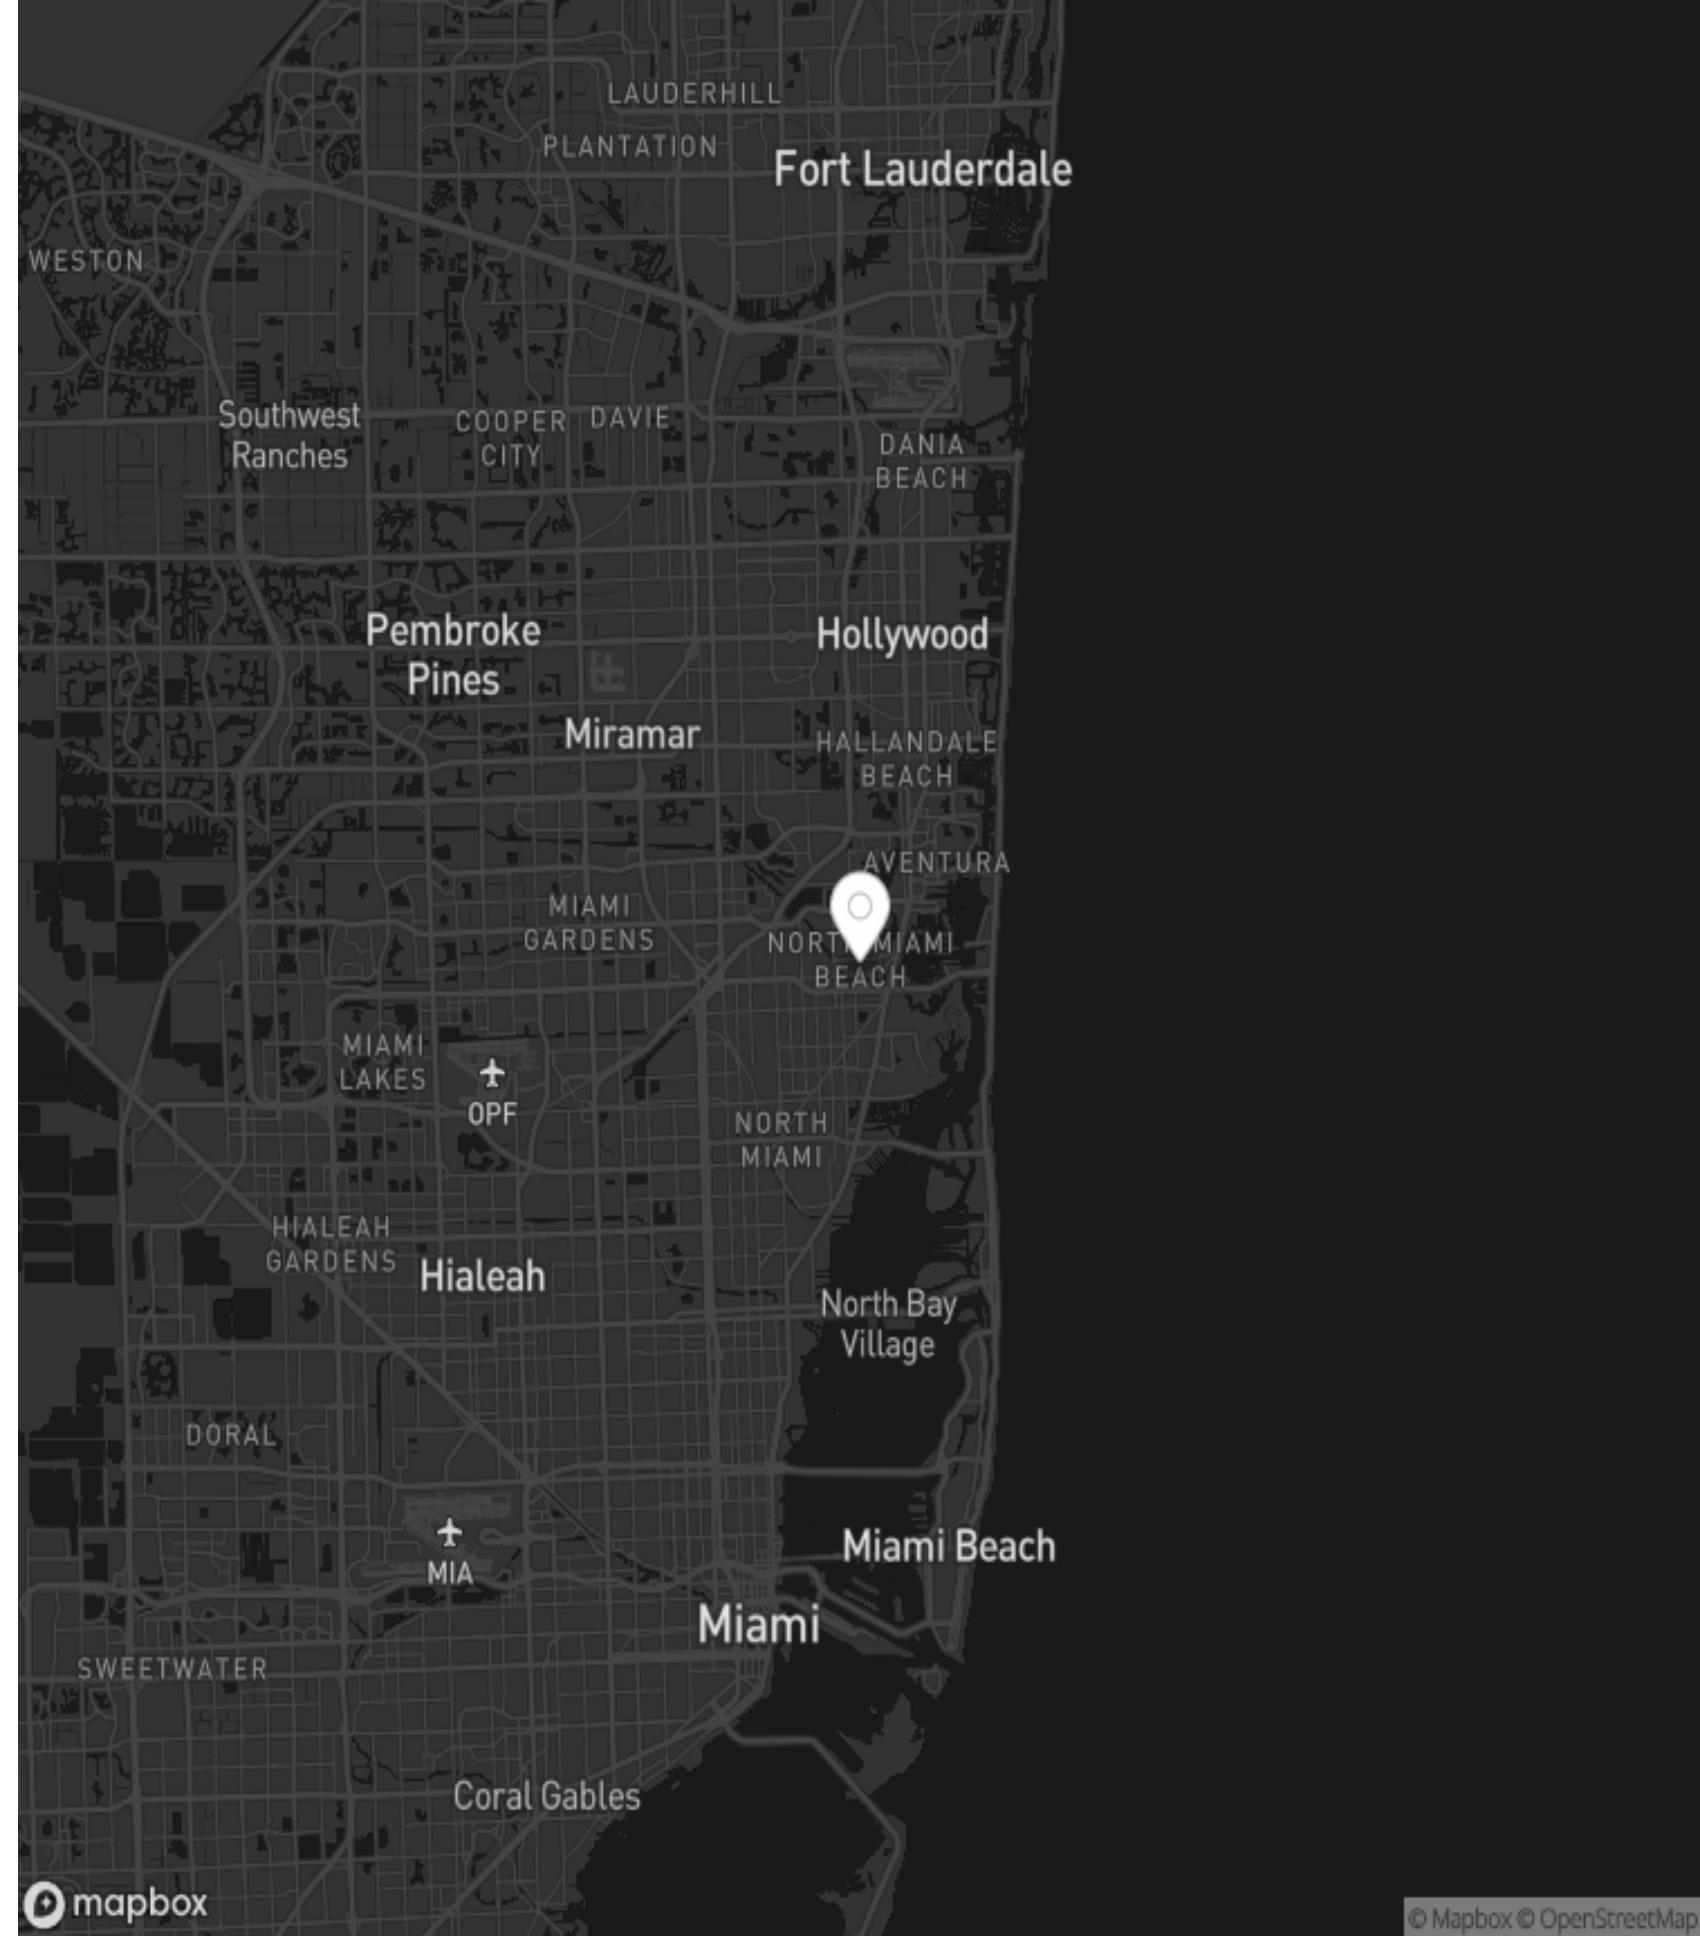 LAUDERHILL
PLANTATION
Fort Lauderdale
WESTON
Southwest
Ranches
COOPER
CITY
DAVIE
DANIA
BEACH
Pembroke
Pines
Hollywood
Miramar
HALLANDALE
BEACH
AVENTURA
MIAMI
GARDENS
NORTH MIAMI
BEACH
MIAMI
LAKES
OPF
NORTH
MIAMI
HIALEAH
GARDENS
Hialeah
North Bay
Village
DORAL
MIA
Miami Beach
Miami
SWEETWATER
Coral Gables
mapbox
© Mapbox © OpenStreetMap